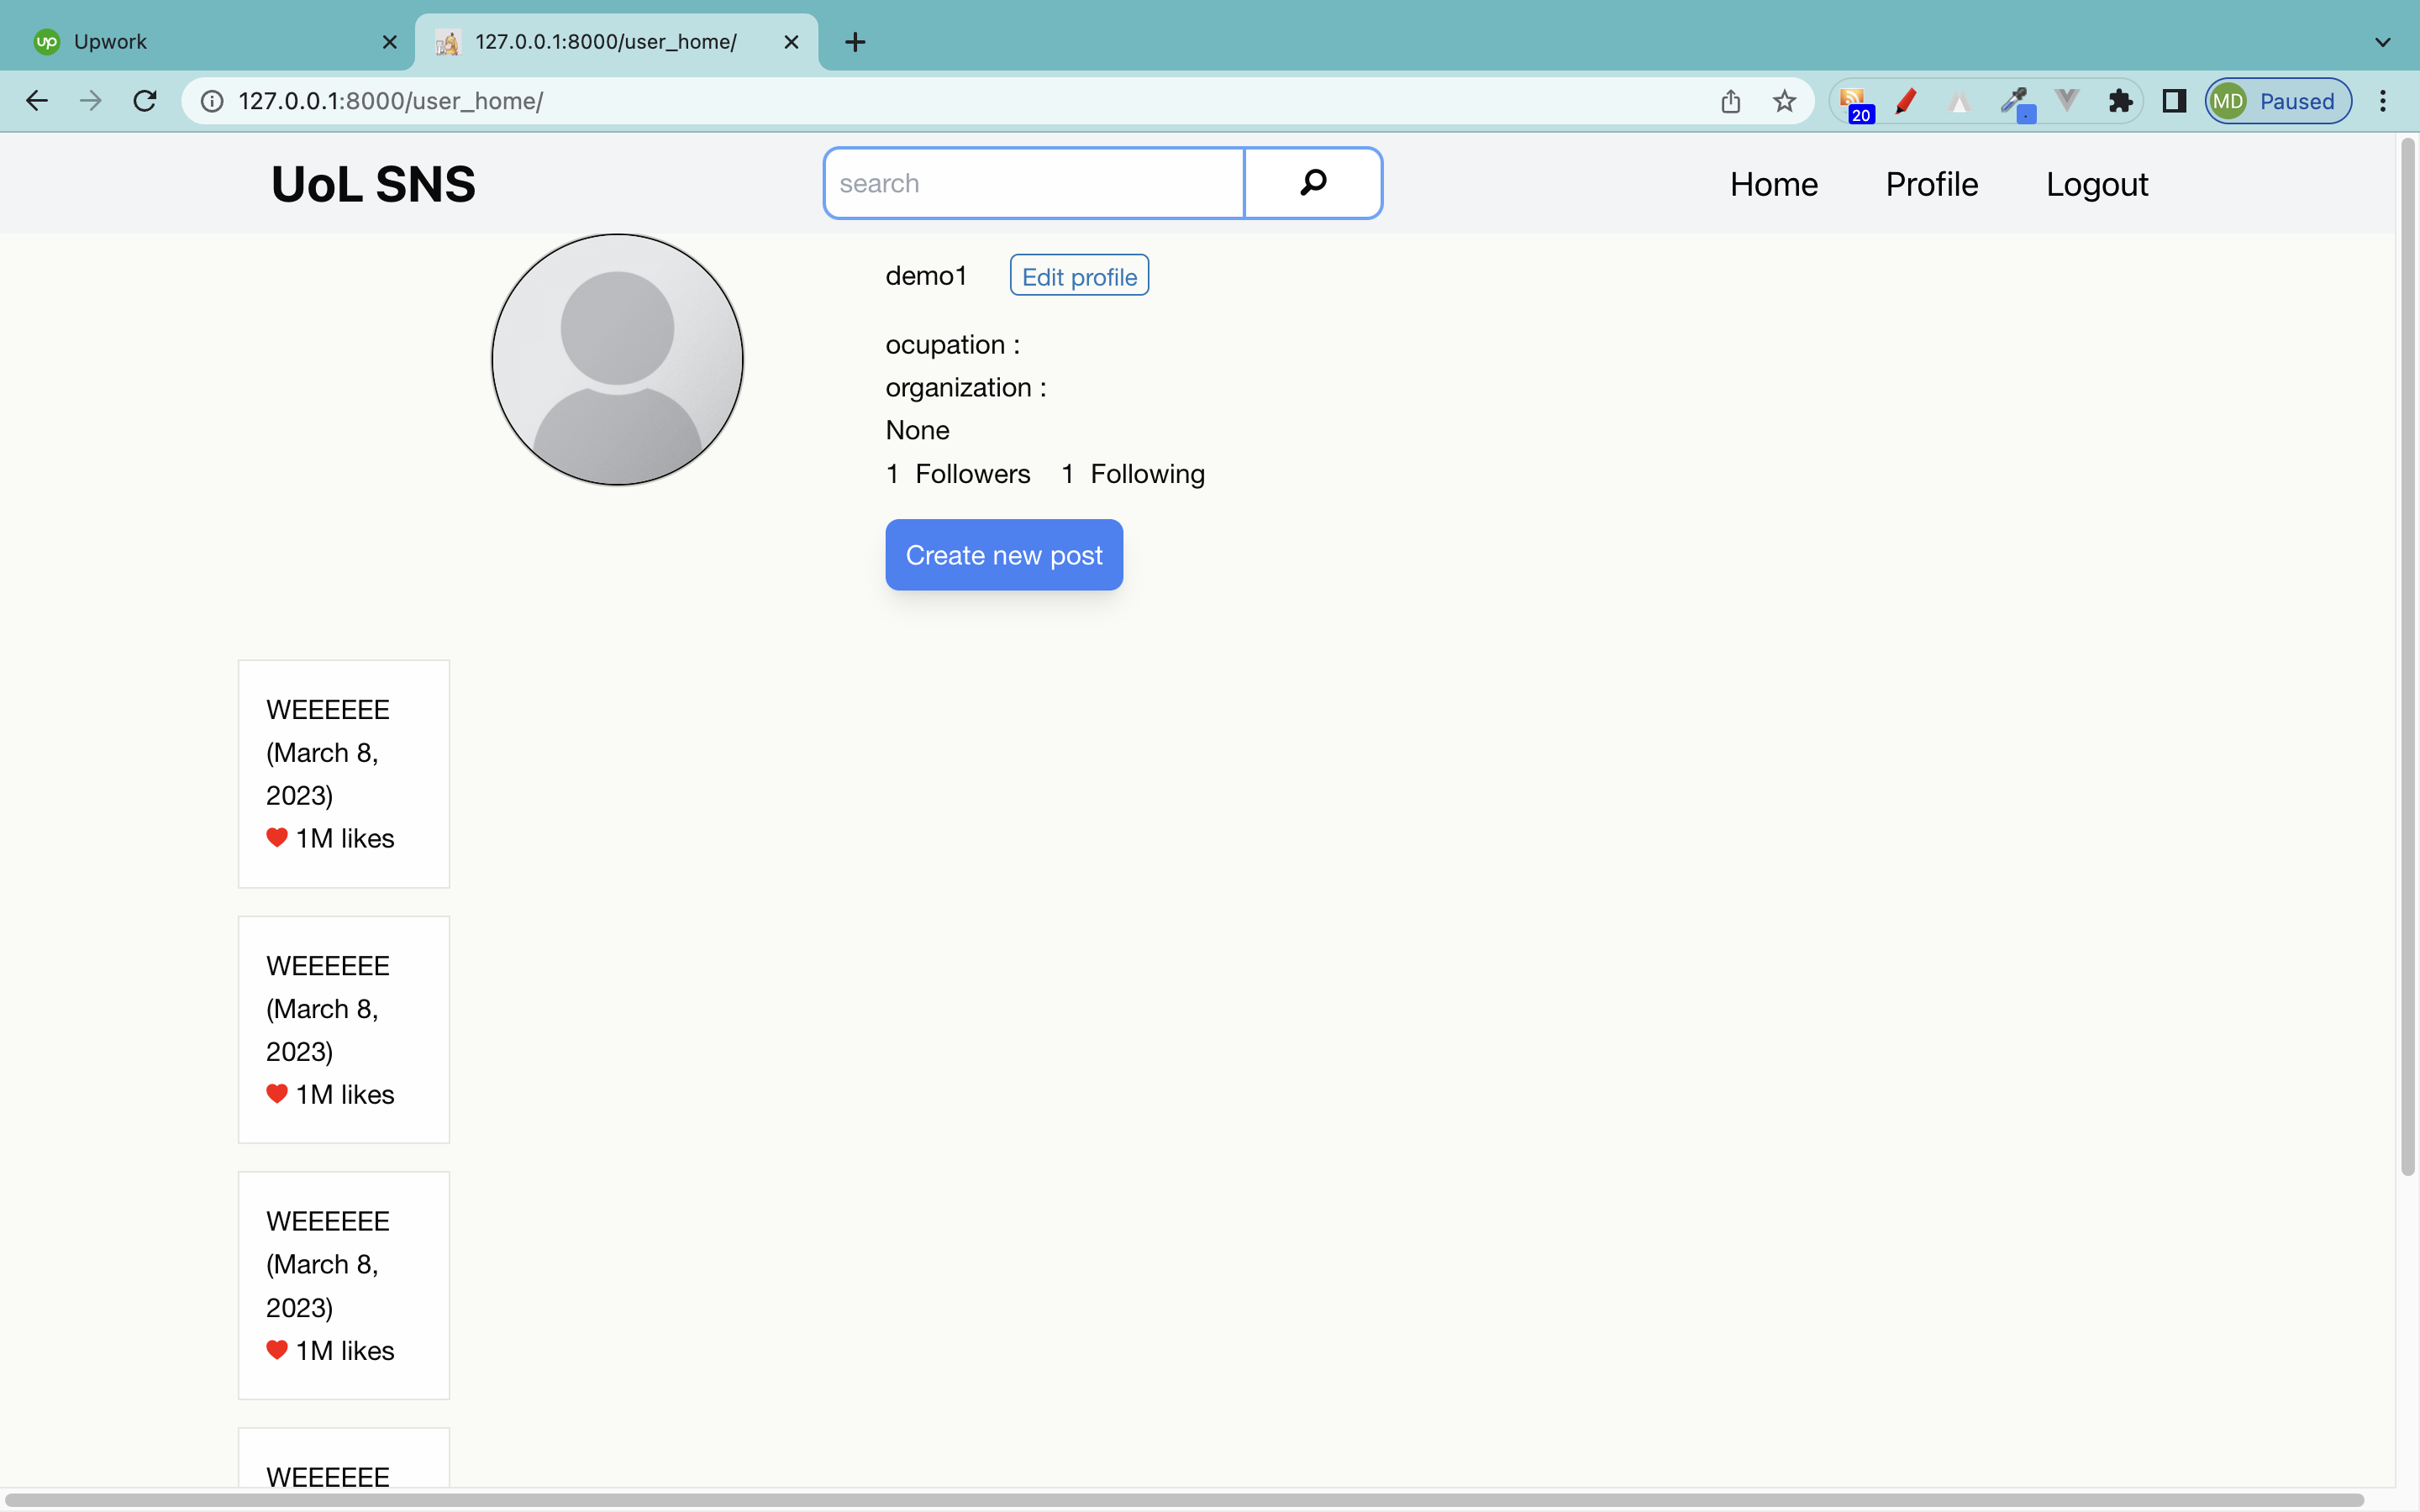 Upwork
127.0.0.1:8000/user_home/
127.0.0.1:8000/user_home/
20
MD Paused
UoL SNS
search
Home Profile Logout
demo1 Edit profile
ocupation :
organization :
None
1 Followers 1 Following
Create new post
WEEEEEE
(March 8,
2023)
1M likes
WEEEEEE
(March 8,
2023)
1M likes
WEEEEEE
(March 8,
2023)
1M likes
WEEEEEE